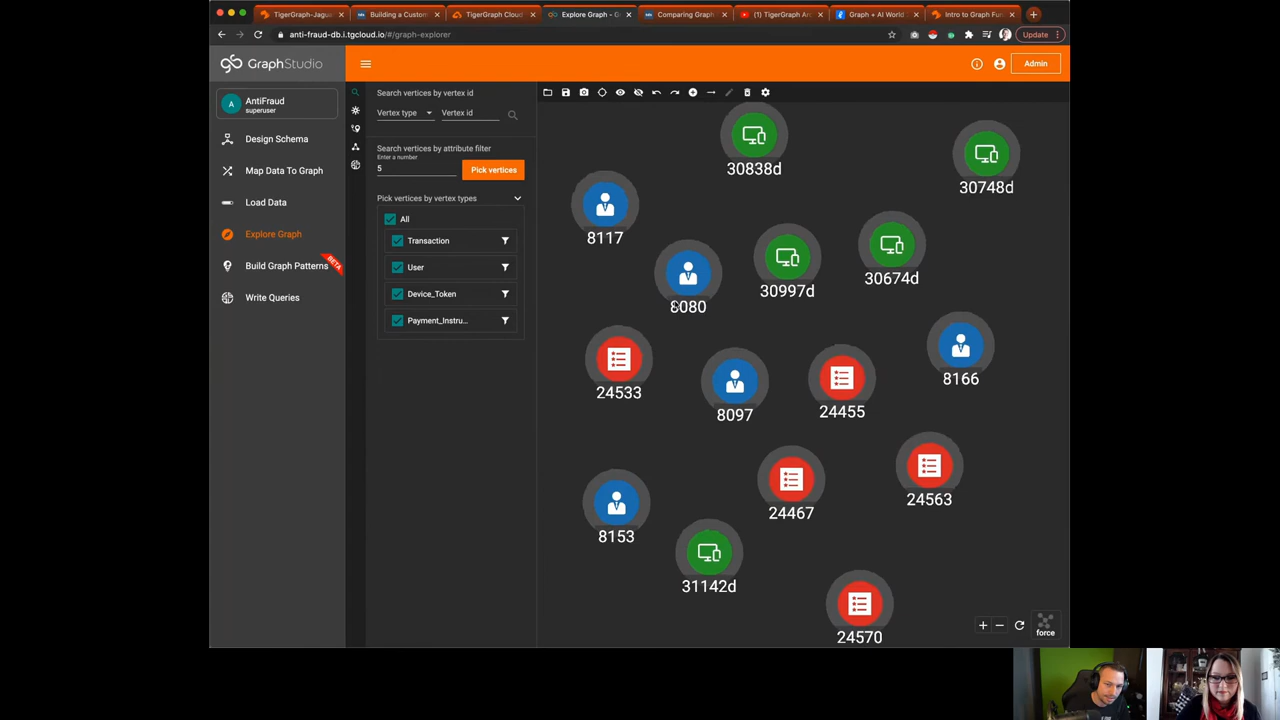 TigerGraph-Jagua
Building a Custom
TigerGraph Cloud
Explore Graph - G
Comparing Graph
(1) TigerGraph Arc
Graph + AI World
Intro to Graph Fun
anti-fraud-db.i.tgcloud.io/#/graph-explorer
Update
GraphStudio
Admin
A
AntiFraud
superuser
Design Schema
Map Data To Graph
Load Data
Explore Graph
Build Graph Patterns
BETA
Write Queries
Search vertices by vertex id
Vertex type
Vertex id
Search vertices by attribute filter
Enter a number
5
Pick vertices
Pick vertices by vertex types
All
Transaction
User
Device_Token
Payment_Instru...
30838d
30748d
8117
8080
30997d
30674d
24533
8097
24455
8166
24467
24563
8153
31142d
24570
force